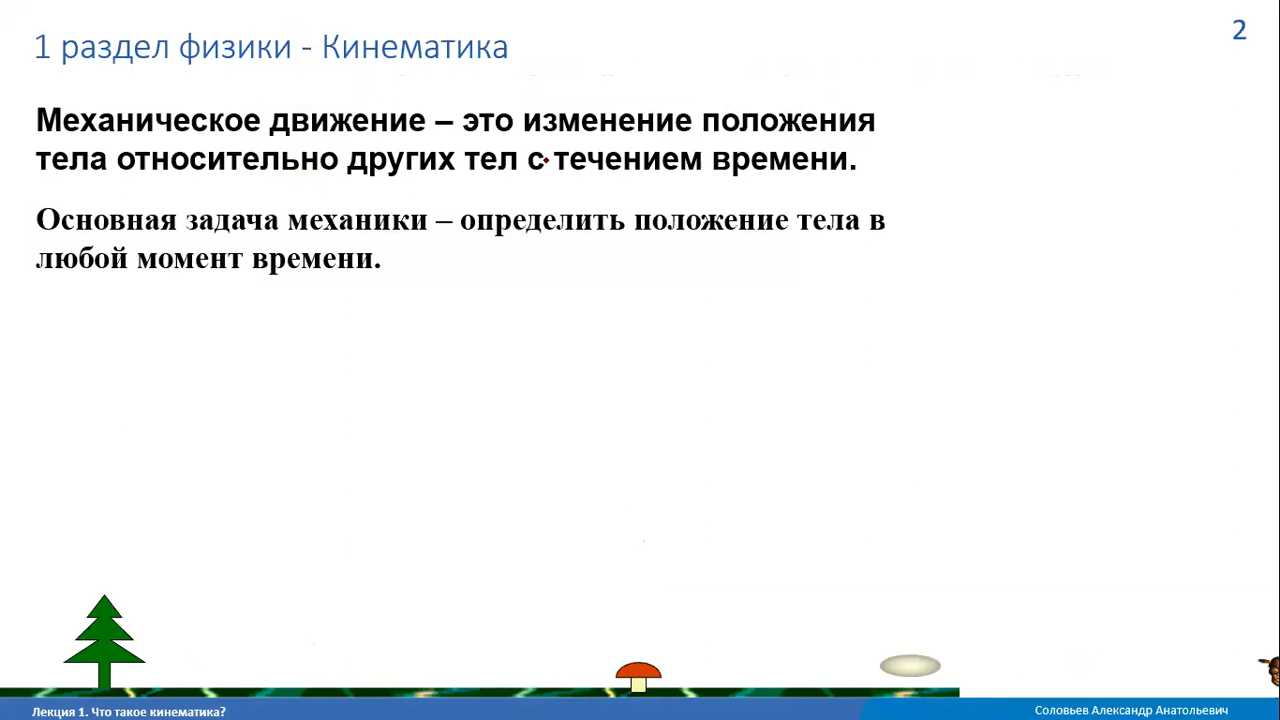 1 раздел физики - Кинематика
2
Механическое движение – это изменение положения
тела относительно других тел с течением времени.
Основная задача механики – определить положение тела в
любой момент времени.
Лекция 1. Что такое кинематика?
Соловьев Александр Анатольевич